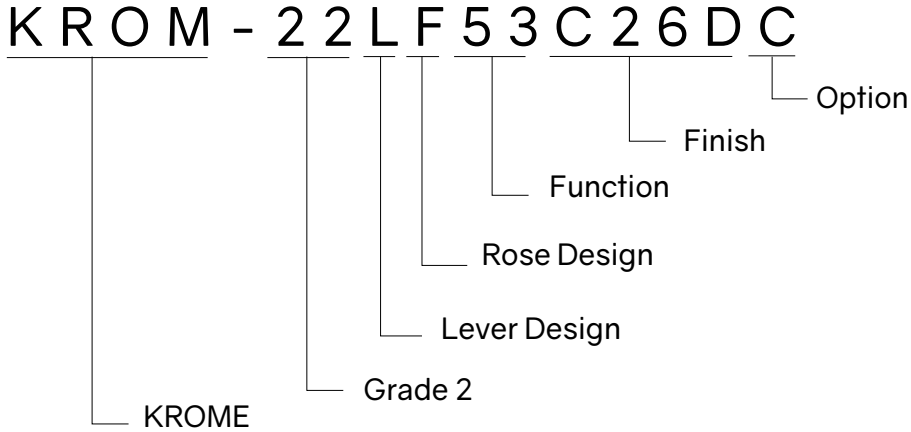 KROM-22LF53C26DC
Option
Finish
Function
Rose Design
Lever Design
Grade 2
KROME